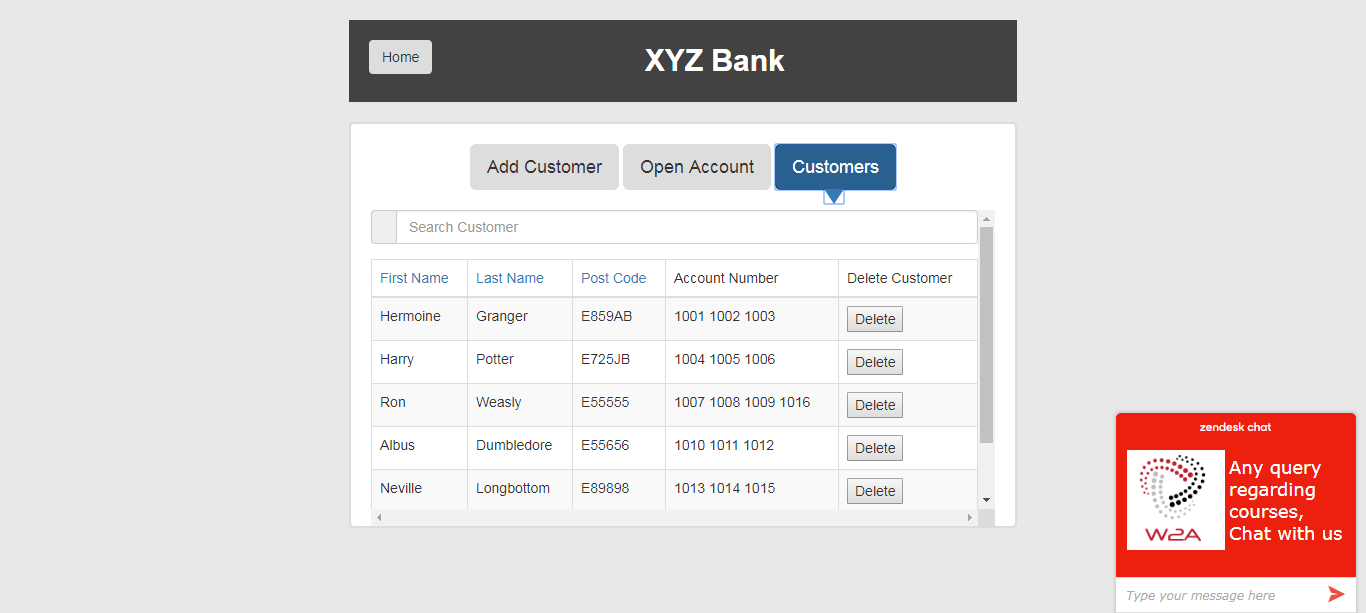 Home
XYZ Bank
Add Customer Open Account Customers
Search Customer
First Name Last Name Post Code Account Number Delete Customer
Hermoine Granger E859AB 1001 1002 1003 Delete
Harry Potter E725JB 1004 1005 1006 Delete
Ron Weasly E55555 1007 1008 1009 1016 Delete
Albus Dumbledore E55656 1010 1011 1012 Delete
Neville Longbottom E89898 1013 1014 1015 Delete
zendesk chat
W2A
Any query
regarding
courses,
Chat with us
Type your message here